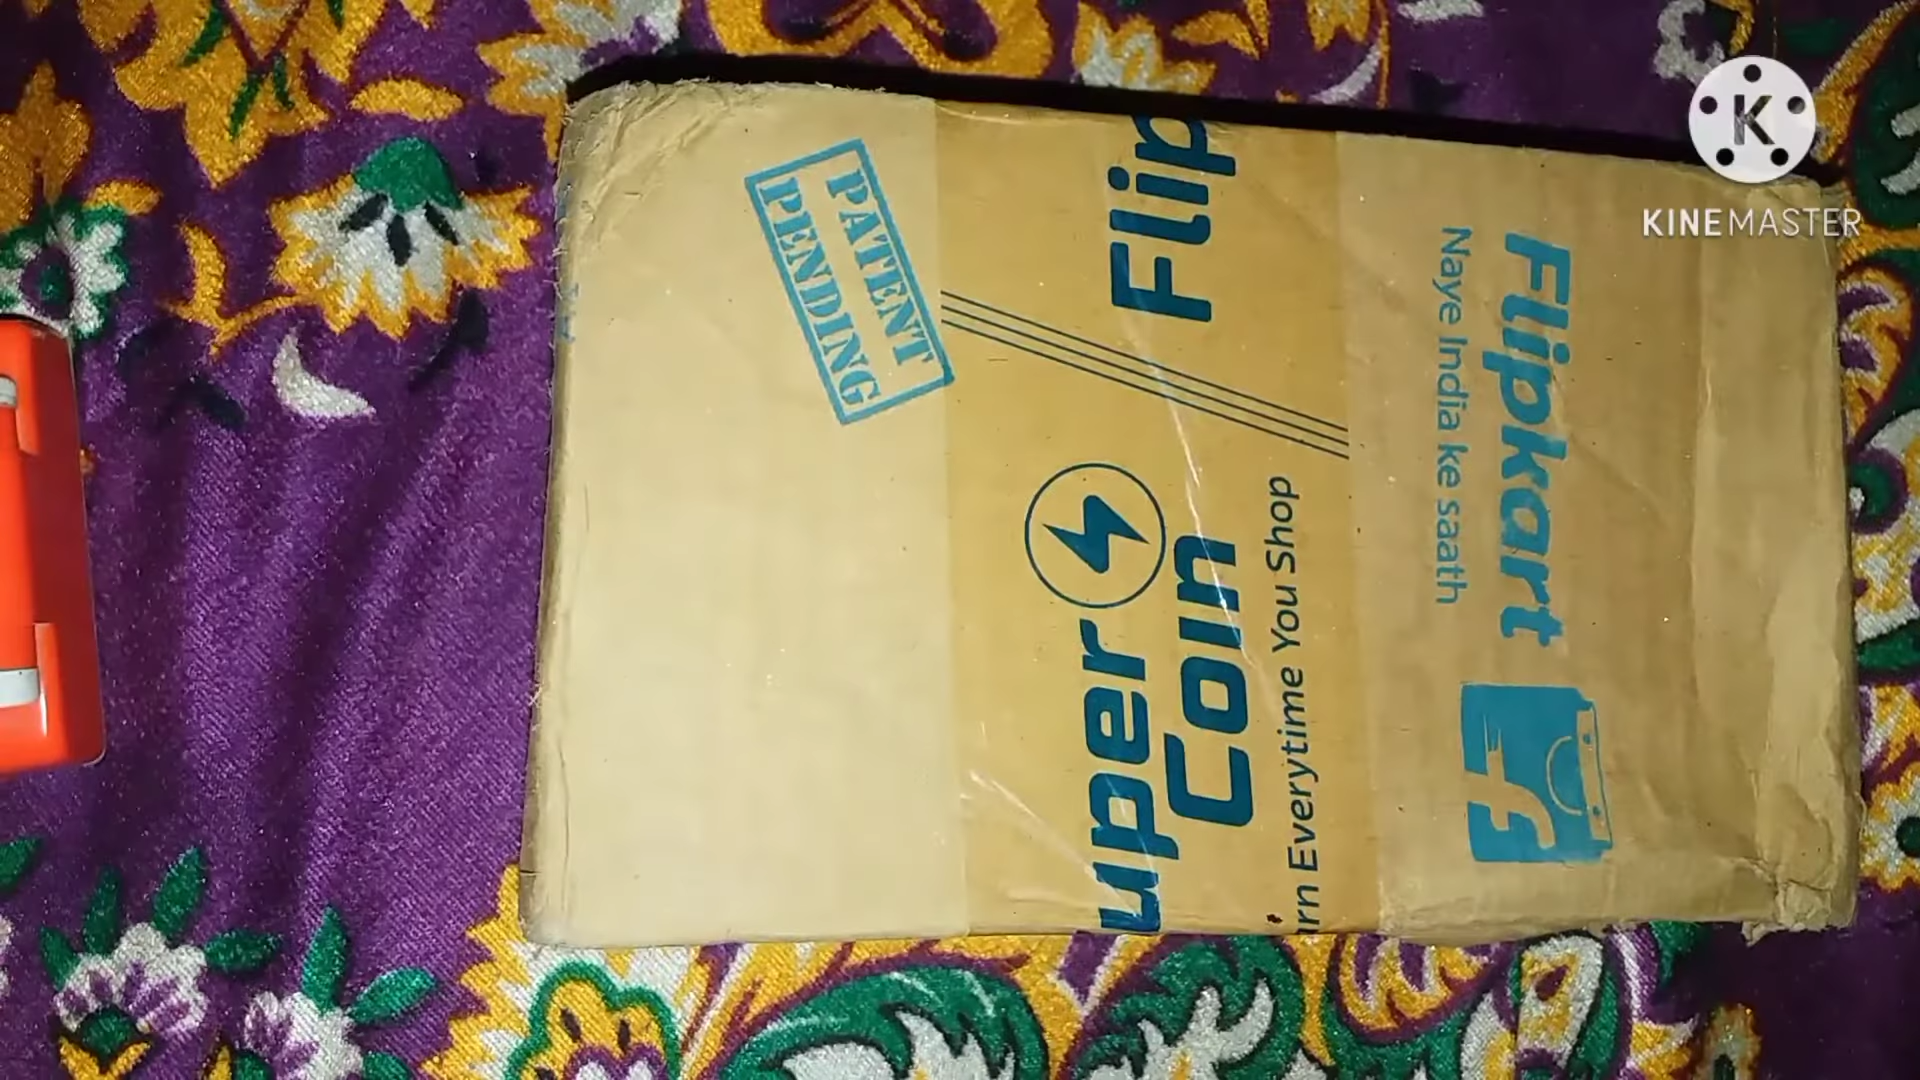 PATENT
PENDING
Flip
uper
Coin
rn Everytime You Shop
Flipkart
Naye India ke saath
K
KINEMASTER